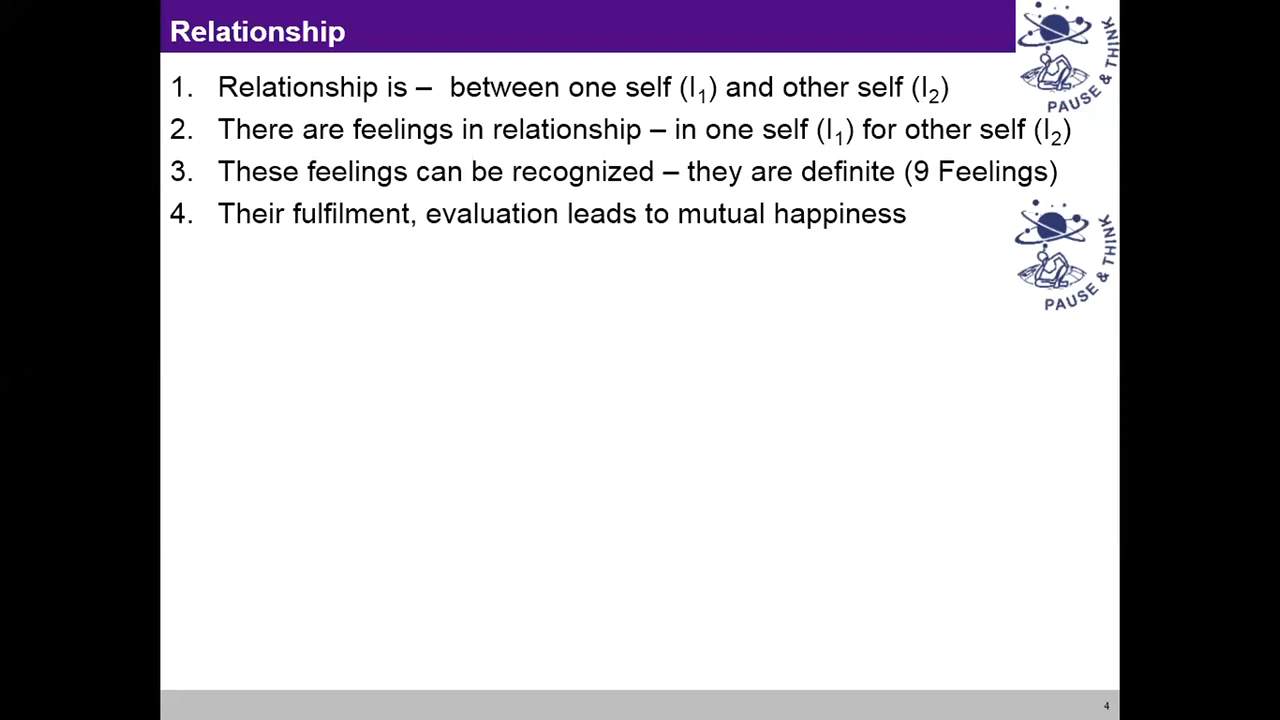 Relationship
1. Relationship is – between one self (I₁) and other self (I₂)
2. There are feelings in relationship – in one self (I₁) for other self (I₂)
3. These feelings can be recognized – they are definite (9 Feelings)
4. Their fulfilment, evaluation leads to mutual happiness
PAUSE & THINK
PAUSE & THINK
4